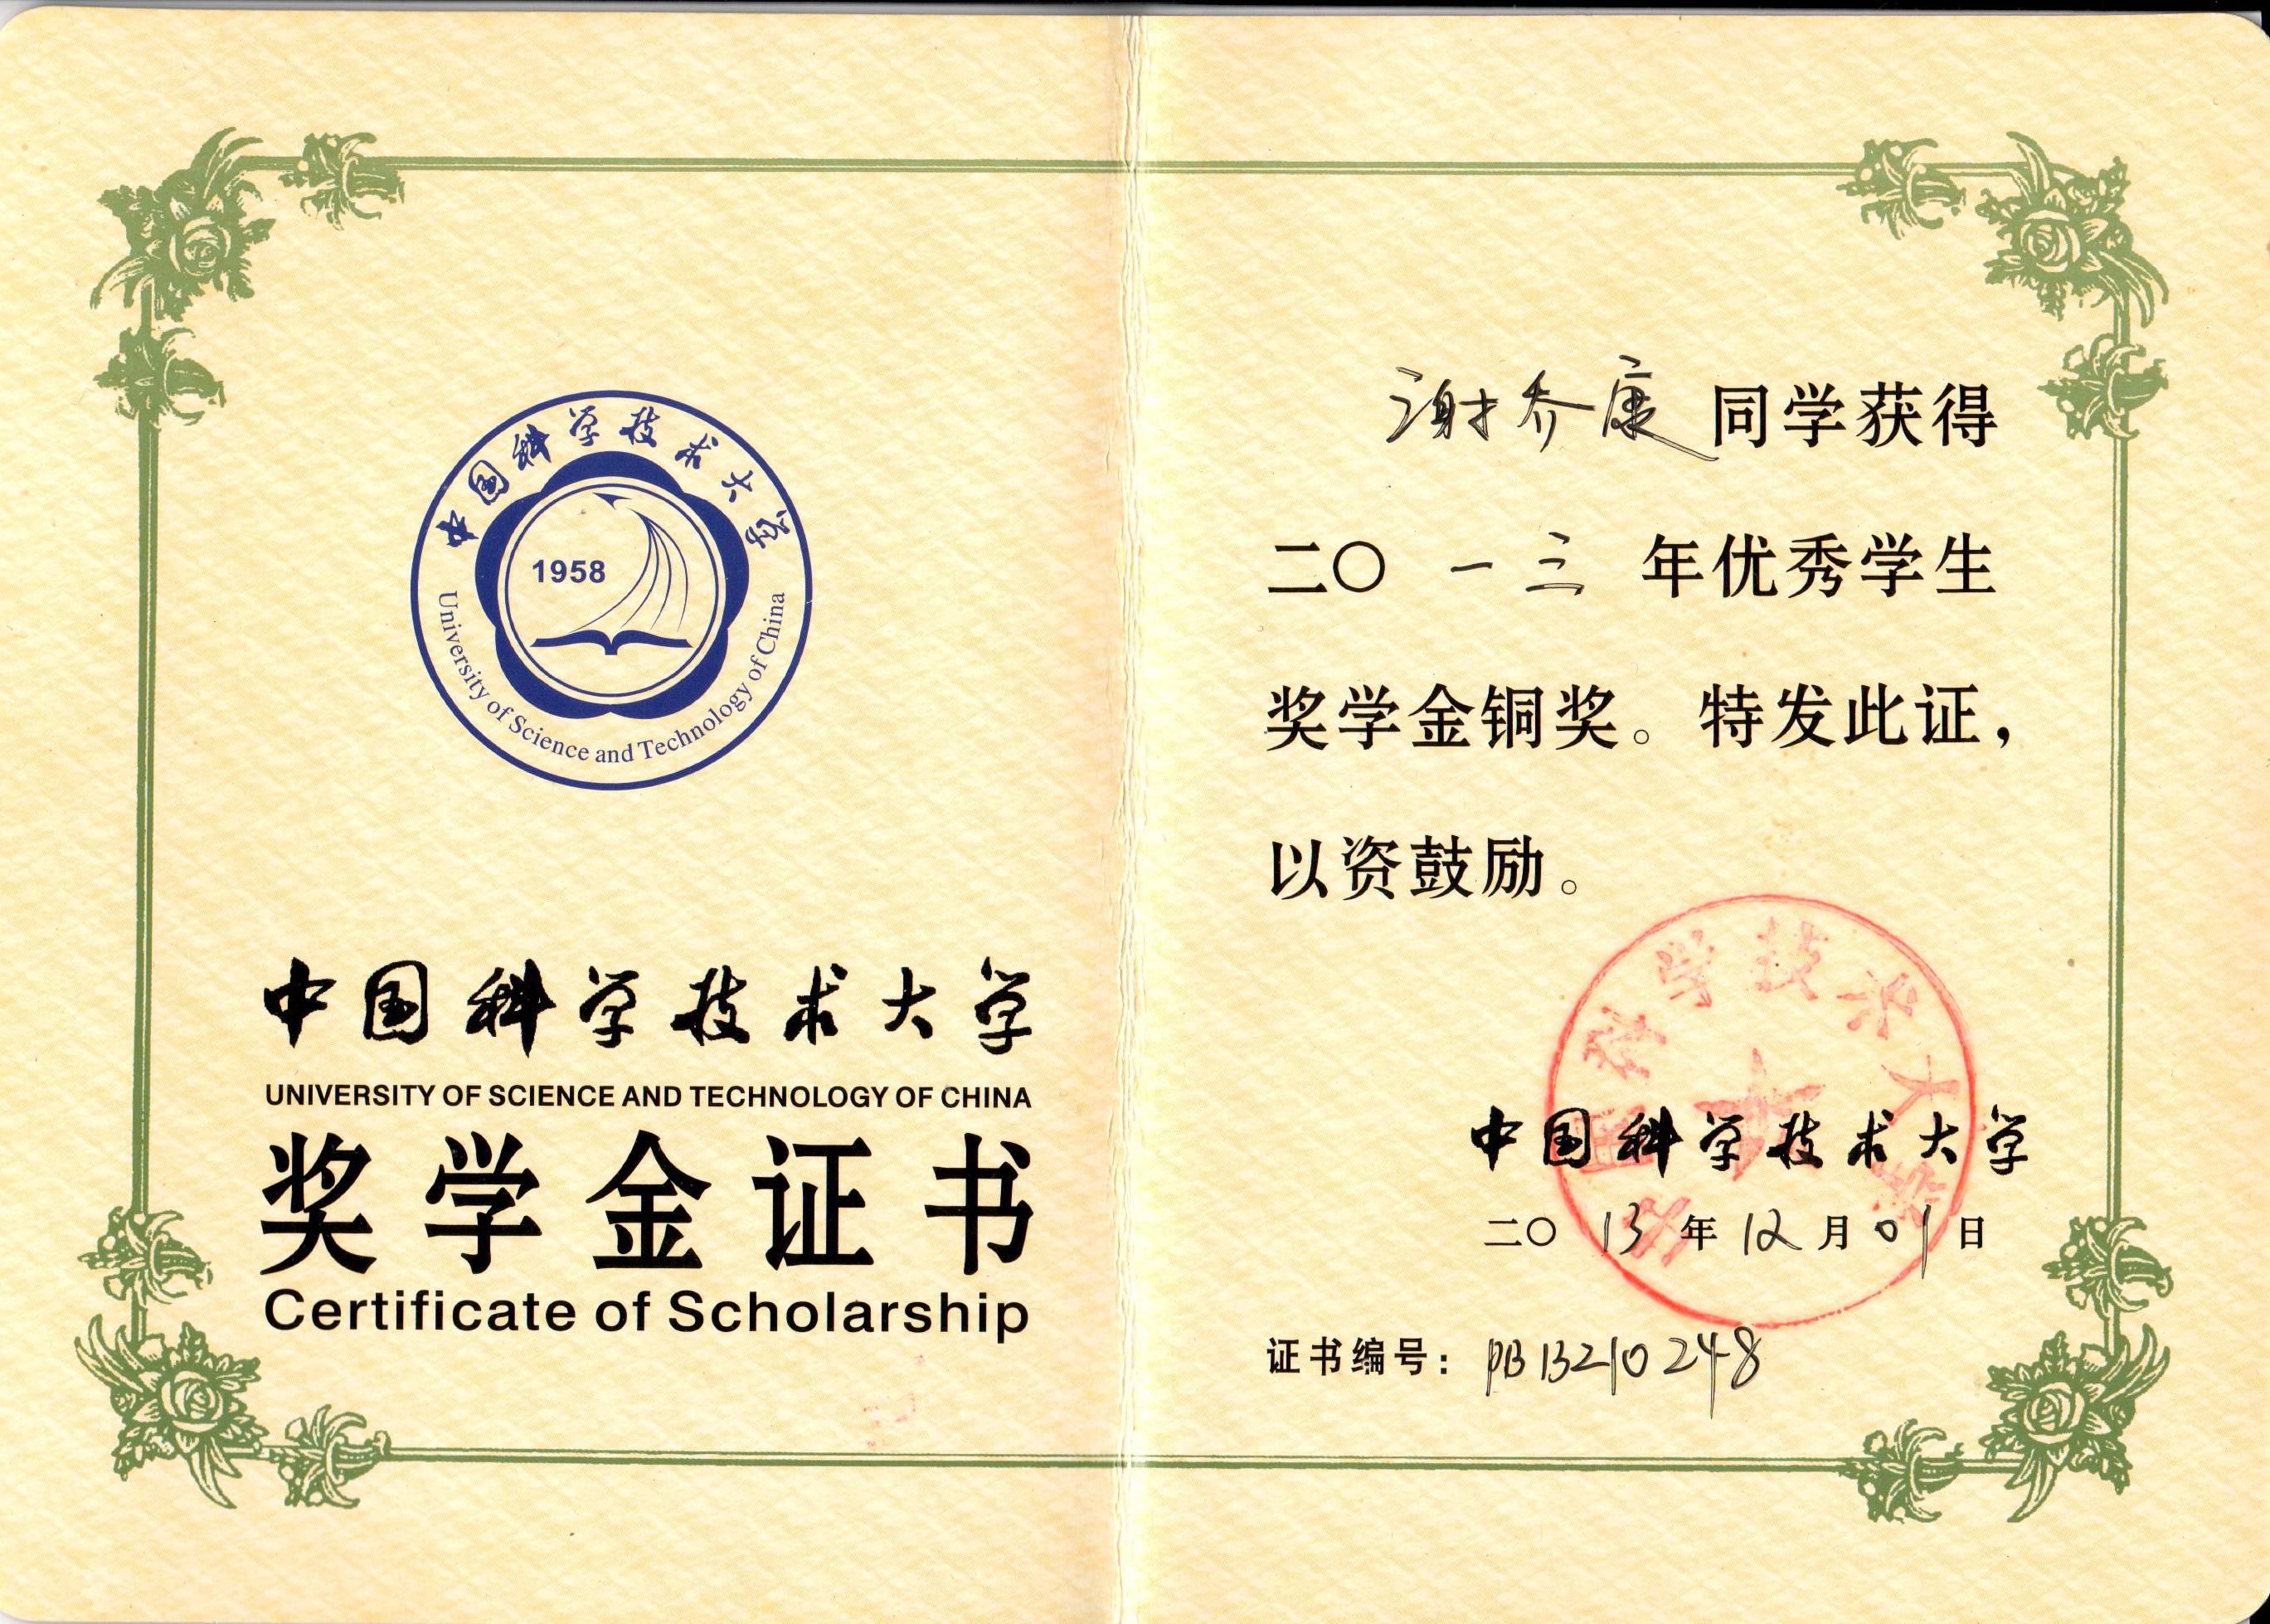 中国科学技术大学
1958
University of Science and Technology of China
中国科学技术大学
UNIVERSITY OF SCIENCE AND TECHNOLOGY OF CHINA
奖学金证书
Certificate of Scholarship
谢乔康 同学获得
二〇 一三 年优秀学生
奖学金铜奖。特发此证，
以资鼓励。
中国科学技术大学
中国科学技术大学
二〇 13 年 12 月 01 日
证书编号：PB13210248